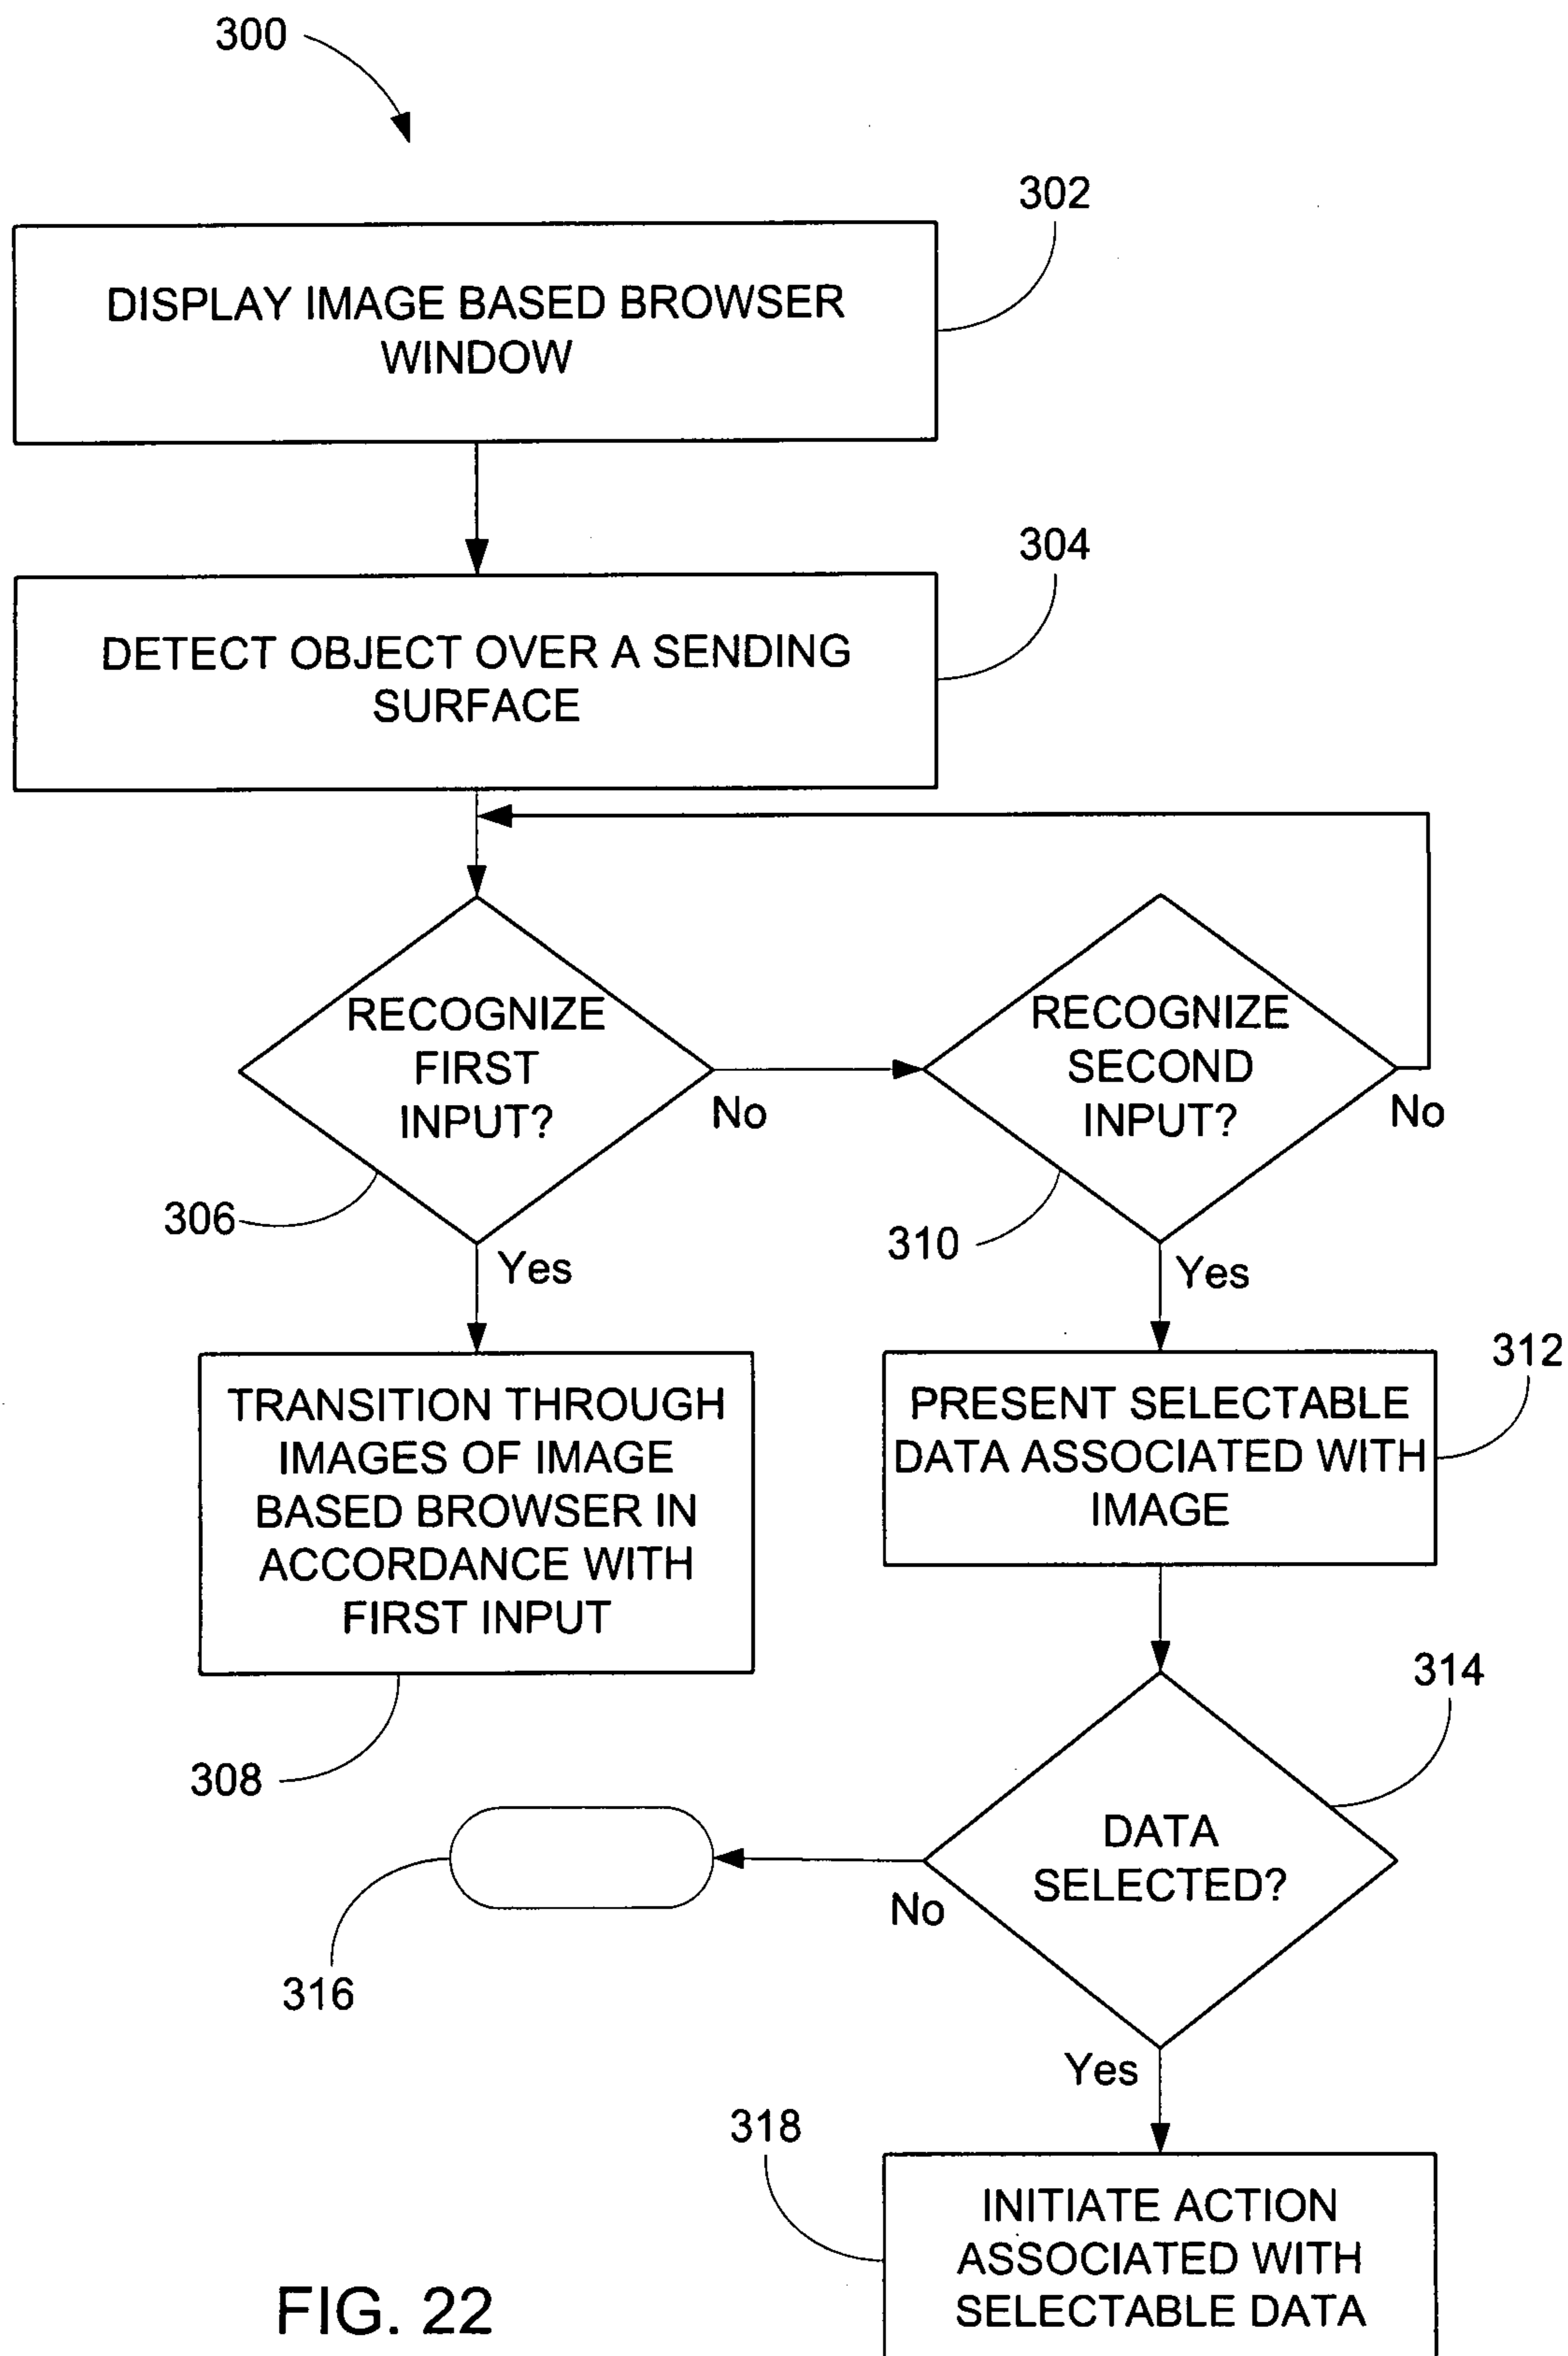 300
302
DISPLAY IMAGE BASED BROWSER
WINDOW
304
DETECT OBJECT OVER A SENDING
SURFACE
RECOGNIZE
FIRST
INPUT?
No
306
Yes
RECOGNIZE
SECOND
INPUT?
No
310
Yes
TRANSITION THROUGH
IMAGES OF IMAGE
BASED BROWSER IN
ACCORDANCE WITH
FIRST INPUT
308
312
PRESENT SELECTABLE
DATA ASSOCIATED WITH
IMAGE
314
DATA
SELECTED?
No
316
Yes
318
INITIATE ACTION
ASSOCIATED WITH
SELECTABLE DATA
FIG. 22